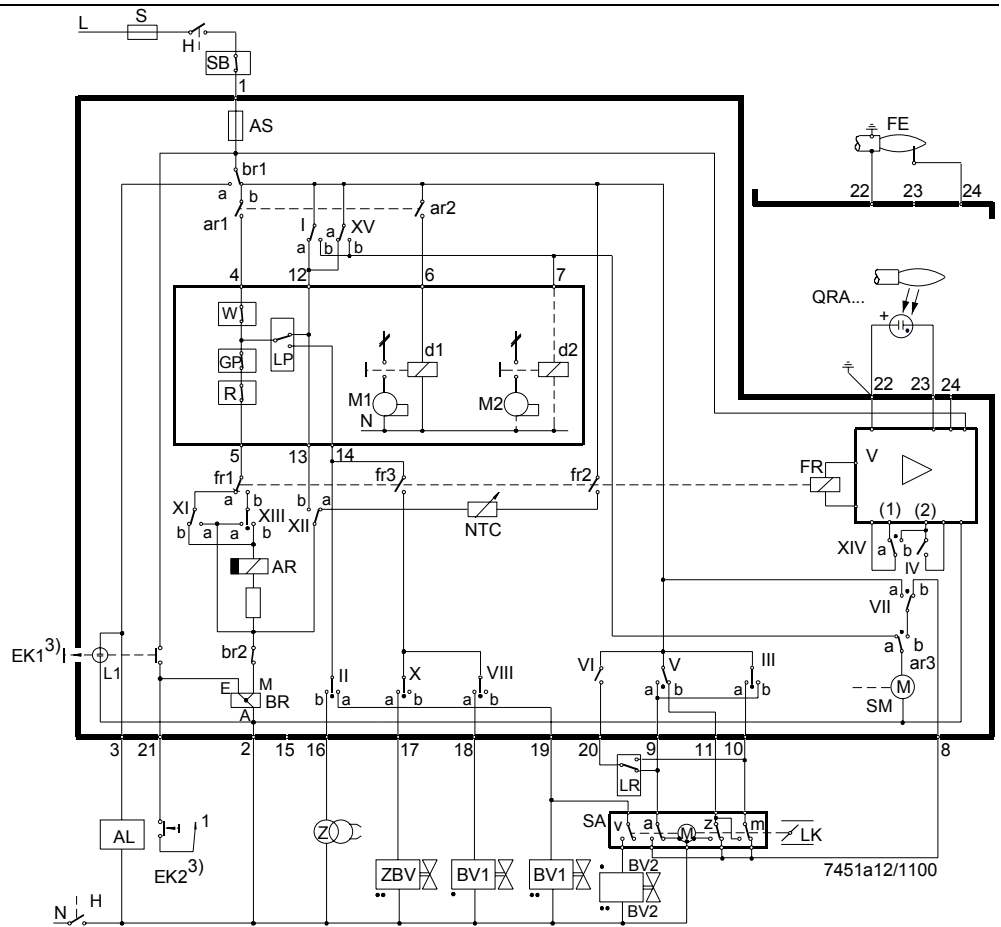 L S
H
SB
1
AS
FE
br1
22 23 24
a b
ar1 ar2
I a XV
a b b
4 12 6 7
QRA...
+
W
LP
GP
d1 d2
R
M1 M2
N
22 23 24
5 13 14
V
fr1 fr3 fr2 FR
a b b a
XI XIII XII
b a a b
NTC
(1) (2)
XIV a b IV
AR
a b
VII
EK1 3)
L1
br2
a b
ar3
E M
BR
A
II X VIII
b a a b a b
VI V III
a b a b
M
SM
3 21 2 15 16 17 18 19 20 9 11 10 8
LR
SA v a M z m LK
AL
1
EK2 3)
Z
ZBV BV1 BV1 BV2
BV2
7451a12/1100
N H